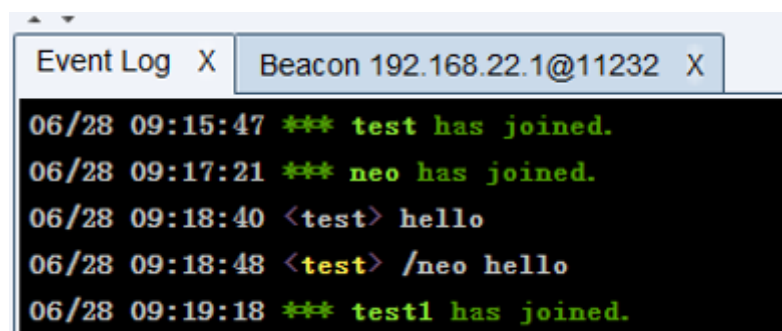 Event Log X Beacon 192.168.22.1@11232 X
06/28 09:15:47 *** test has joined.
06/28 09:17:21 *** neo has joined.
06/28 09:18:40 <test> hello
06/28 09:18:48 <test> /neo hello
06/28 09:19:18 *** test1 has joined.